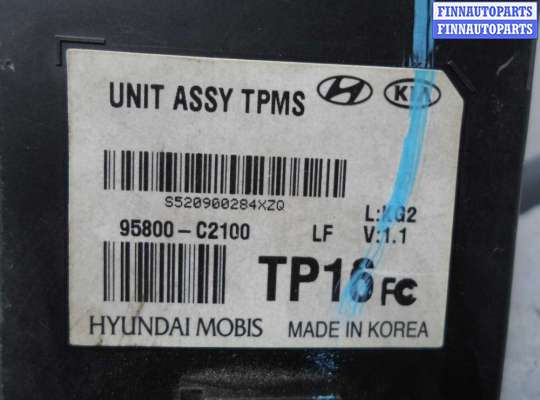 FINNAUTOPARTS
FINNAUTOPARTS
UNIT ASSY TPMS KIA
S520960284XZQ
L:KG2
95800-C2100 LF V:1.1
TP16 FC
HYUNDAI MOBIS MADE IN KOREA